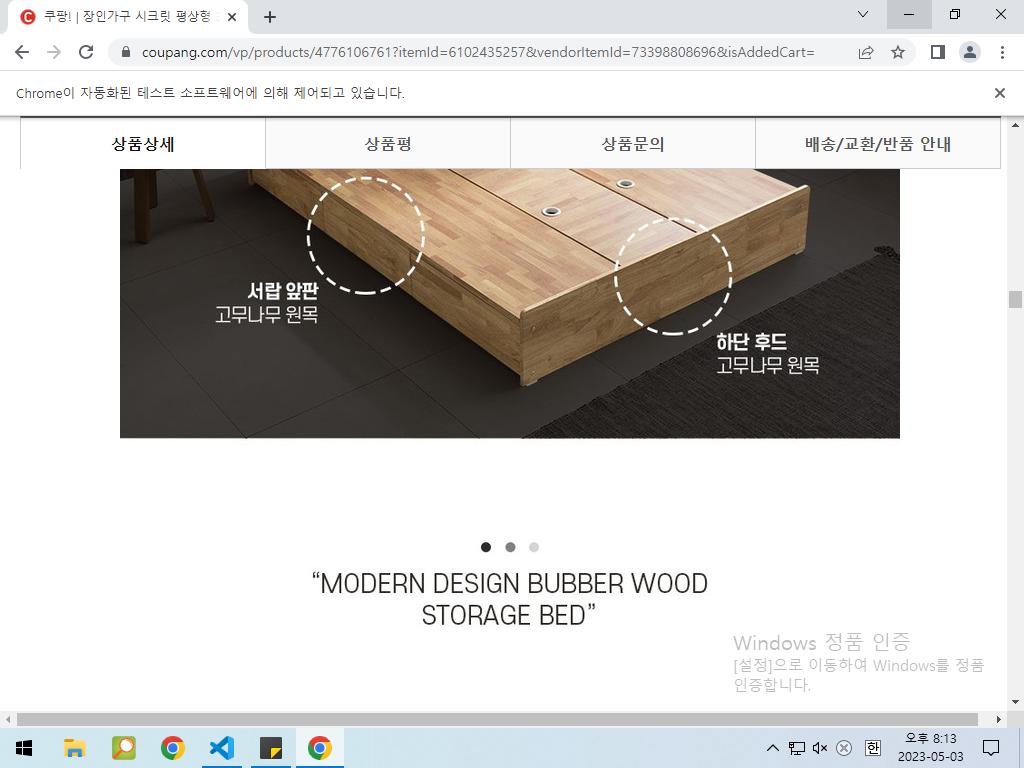 쿠팡! | 장인가구 시크릿 평상형
coupang.com/vp/products/4776106761?itemId=6102435257&vendorItemId=73398808696&isAddedCart=
Chrome이 자동화된 테스트 소프트웨어에 의해 제어되고 있습니다.
상품상세
상품평
상품문의
배송/교환/반품 안내
서랍 앞판
고무나무 원목
하단 후드
고무나무 원목
“MODERN DESIGN BUBBER WOOD
STORAGE BED”
Windows 정품 인증
[설정]으로 이동하여 Windows를 정품
인증합니다.
한
오후 8:13
2023-05-03